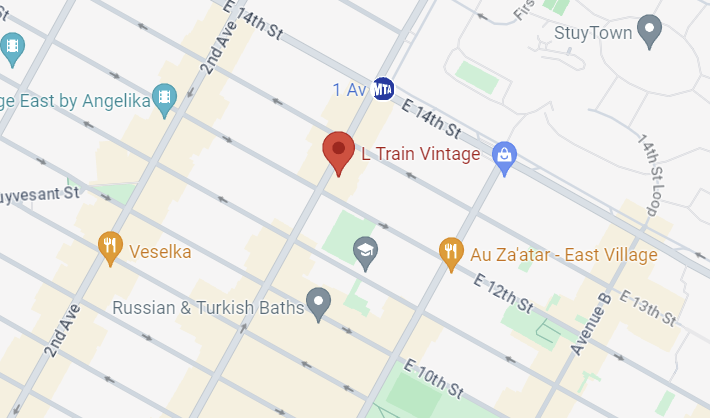 E 14th St
2nd Ave
Firs
StuyTown
ge East by Angelika
1 Av
MTA
E 14th St
L Train Vintage
14th St Loop
uyvesant St
Veselka
Au Za'atar - East Village
E 12th St
E 13th St
Russian & Turkish Baths
2nd Ave
Avenue B
E 10th St